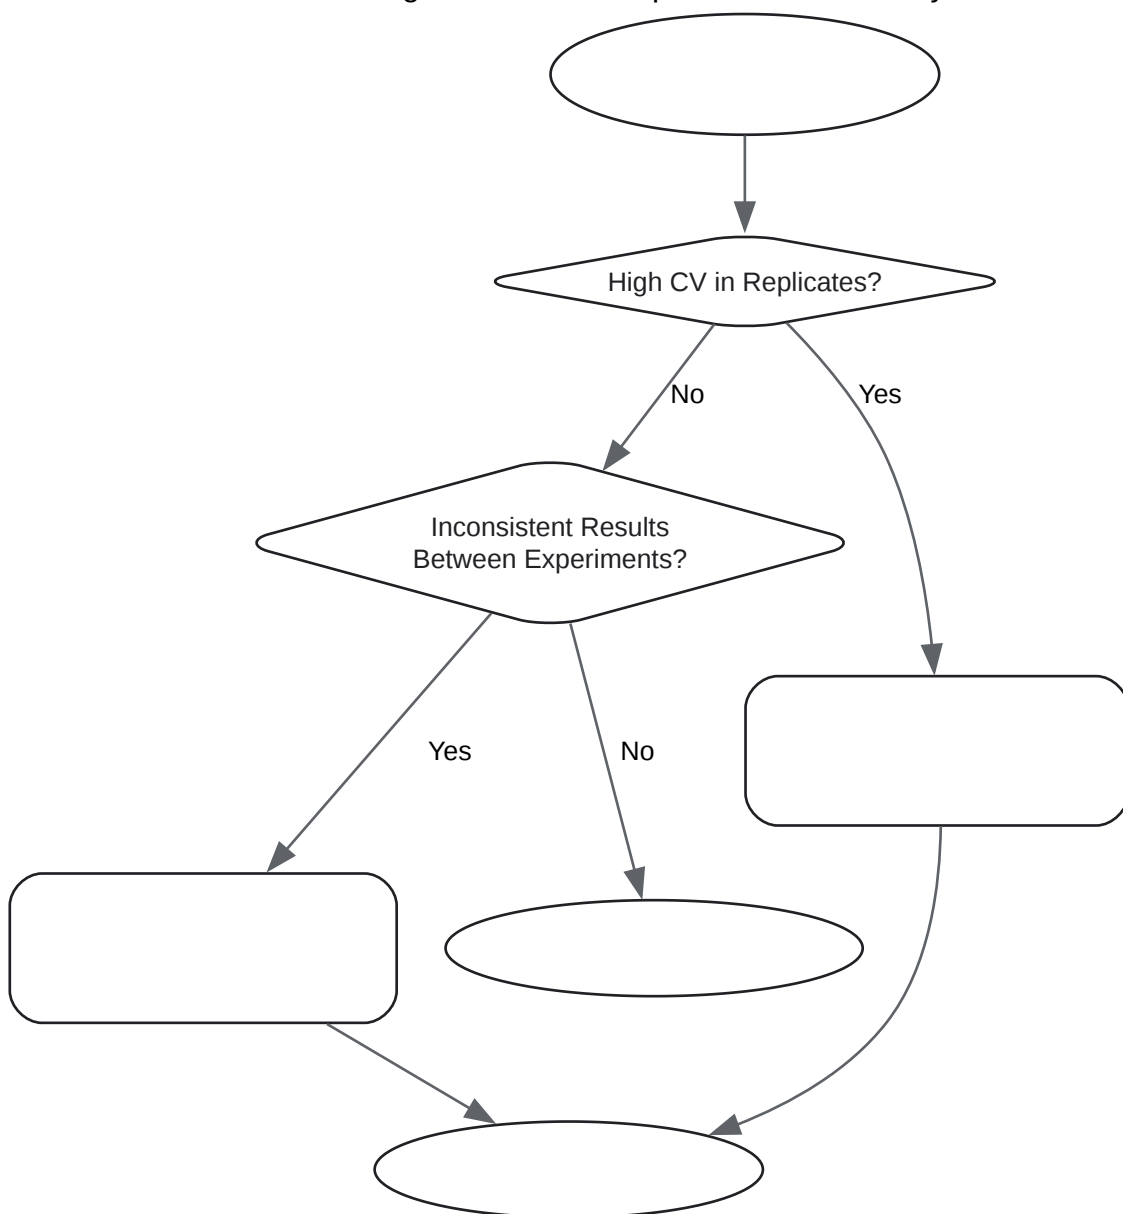 High CV in Replicates?
No
Yes
Inconsistent Results
Between Experiments?
Yes
No